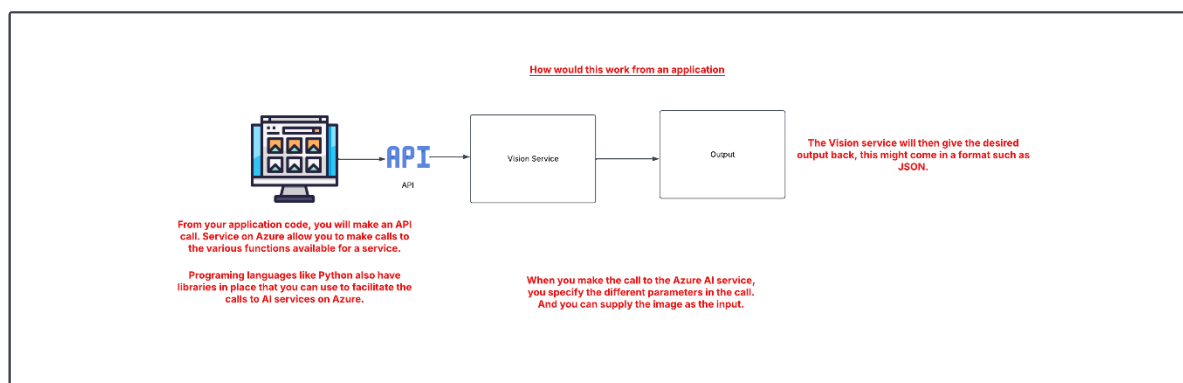 How would this work from an application
API
API
Vision Service
Output
The Vision service will then give the desired
output back, this might come in a format such as
JSON.
From your application code, you will make an API
call. Service on Azure allow you to make calls to
the various functions available for a service.
Programing languages like Python also have
libraries in place that you can use to facilitate the
calls to AI services on Azure.
When you make the call to the Azure AI service,
you specify the different parameters in the call.
And you can supply the image as the input.